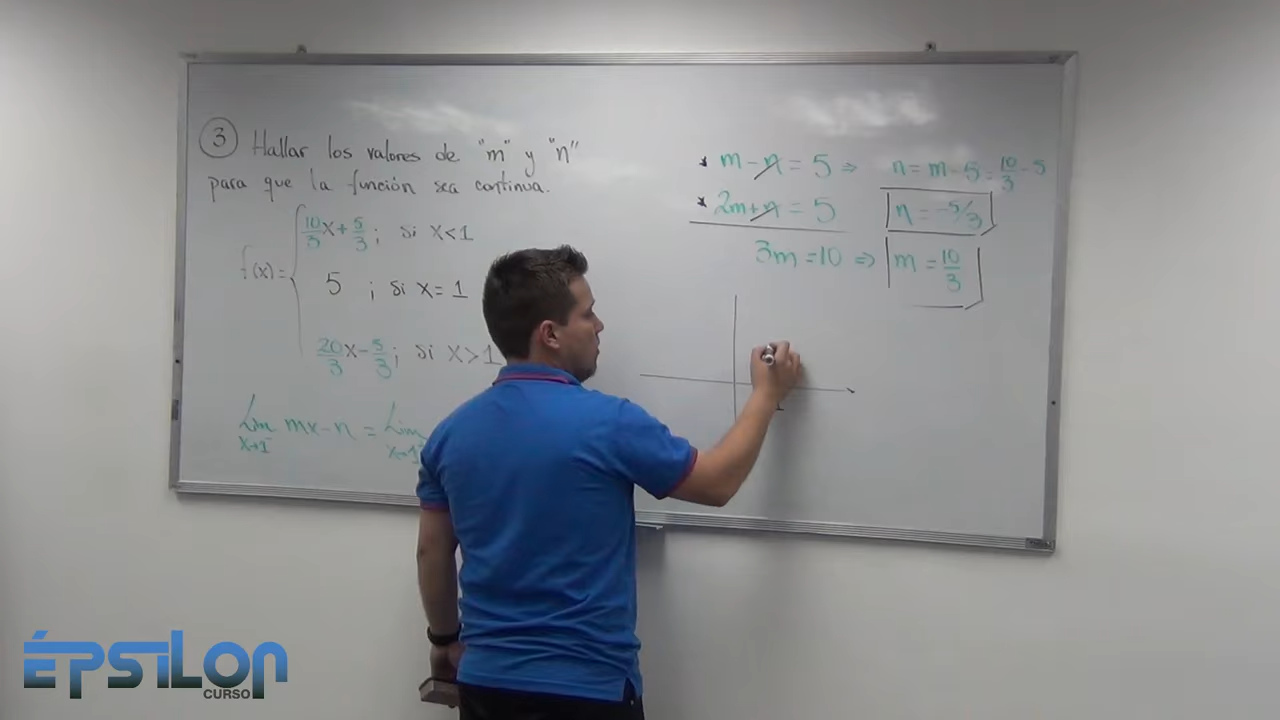 3 Hallar los valores de "m" y "n"
para que la función sea continua.
10/3 x + 5/3 ; si x < 1
f(x) = 5 ; si x = 1
20/3 x - 5/3 ; si x > 1
Lim x→1⁻ mx - n = Lim x→1
* m - n = 5 ⇒ n = m - 5 = 10/3 - 5
* 2m + n = 5 n = -5/3
3m = 10 ⇒ m = 10/3
ÉPSILON
CURSO